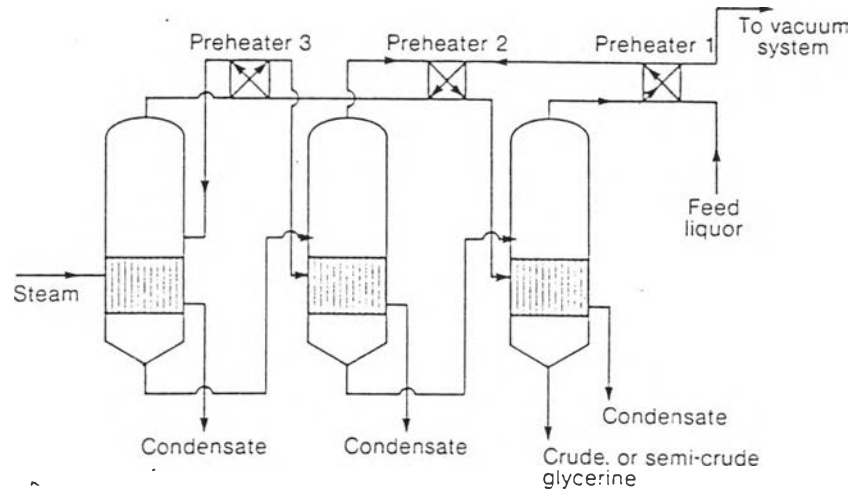 Preheater 3
Preheater 2
Preheater 1
To vacuum
system
Feed
liquor
Steam
Condensate
Condensate
Condensate
Crude. or semi-crude
glycerine